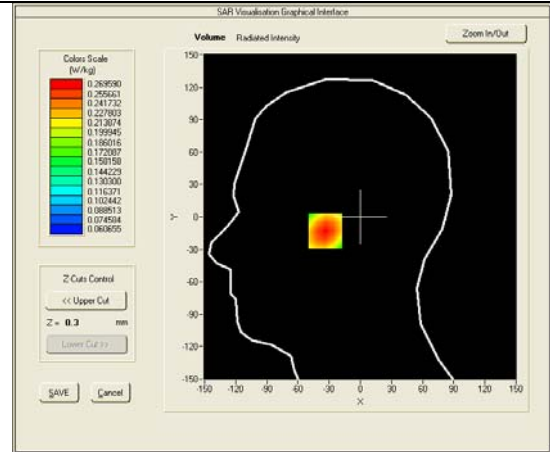 SAR Visualisation Graphical Interface
Volume Radiated Intensity
Zoom In/Out
Colors Scale
(W/kg)
0.269590
0.255661
0.241732
0.227803
0.213874
0.199945
0.186016
0.172087
0.158158
0.144229
0.130300
0.116371
0.102442
0.088513
0.074584
0.060655
Z Cuts Control
<< Upper Cut
Z = 0.3 mm
Lower Cut >>
SAVE Cancel
150
120
90
60
30
0
-30
-60
-90
-120
-150
Y
-150 -120 -90 -60 -30 0 30 60 90 120 150
X